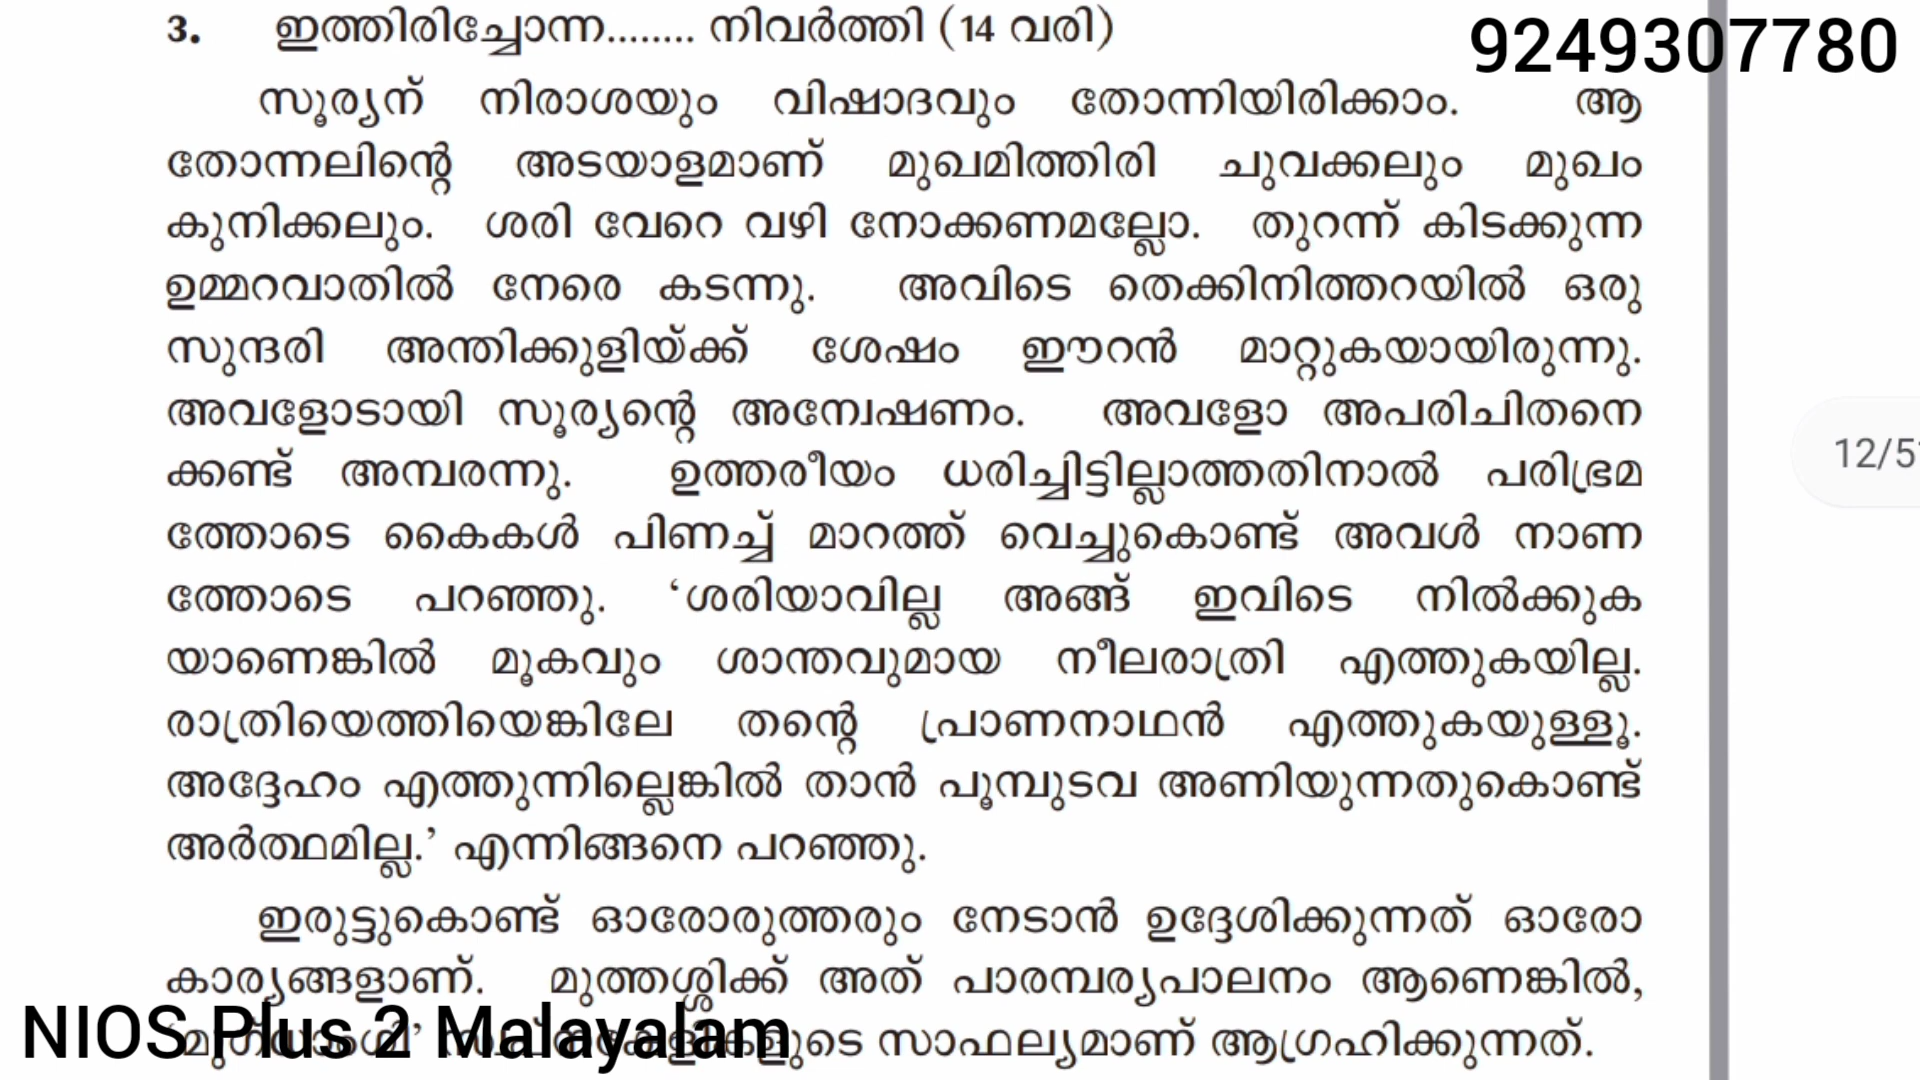 3. ഇത്തിരിച്ചോന്ന........ നിവർത്തി (14 വരി)
9249307780
സൂര്യന് നിരാശയും വിഷാദവും തോന്നിയിരിക്കാം. ആ
തോന്നലിന്റെ അടയാളമാണ് മുഖമിത്തിരി ചുവക്കലും മുഖം
കുനിക്കലും. ശരി വേറെ വഴി നോക്കണമല്ലോ. തുറന്ന് കിടക്കുന്ന
ഉമ്മറവാതിൽ നേരെ കടന്നു. അവിടെ തെക്കിനിത്തറയിൽ ഒരു
സുന്ദരി അന്തിക്കുളിയ്ക്ക് ശേഷം ഈറൻ മാറ്റുകയായിരുന്നു.
അവളോടായി സൂര്യന്റെ അന്വേഷണം. അവളോ അപരിചിതനെ
ക്കണ്ട് അമ്പരന്നു. ഉത്തരീയം ധരിച്ചിട്ടില്ലാത്തതിനാൽ പരിഭ്രമ
ത്തോടെ കൈകൾ പിണച്ച് മാറത്ത് വെച്ചുകൊണ്ട് അവൾ നാണ
ത്തോടെ പറഞ്ഞു. ‘ശരിയാവില്ല അങ്ങ് ഇവിടെ നിൽക്കുക
യാണെങ്കിൽ മൂകവും ശാന്തവുമായ നീലരാത്രി എത്തുകയില്ല.
രാത്രിയെത്തിയെങ്കിലേ തന്റെ പ്രാണനാഥൻ എത്തുകയുള്ളൂ.
അദ്ദേഹം എത്തുന്നില്ലെങ്കിൽ താൻ പൂമ്പുടവ അണിയുന്നതുകൊണ്ട്
അർത്ഥമില്ല.’ എന്നിങ്ങനെ പറഞ്ഞു.
ഇരുട്ടുകൊണ്ട് ഓരോരുത്തരും നേടാൻ ഉദ്ദേശിക്കുന്നത് ഓരോ
കാര്യങ്ങളാണ്. മുത്തശ്ശിക്ക് അത് പാരമ്പര്യപാലനം ആണെങ്കിൽ,
സാഫല്യമാണ് ആഗ്രഹിക്കുന്നത്.
NIOS Plus 2 Malayalam
12/5